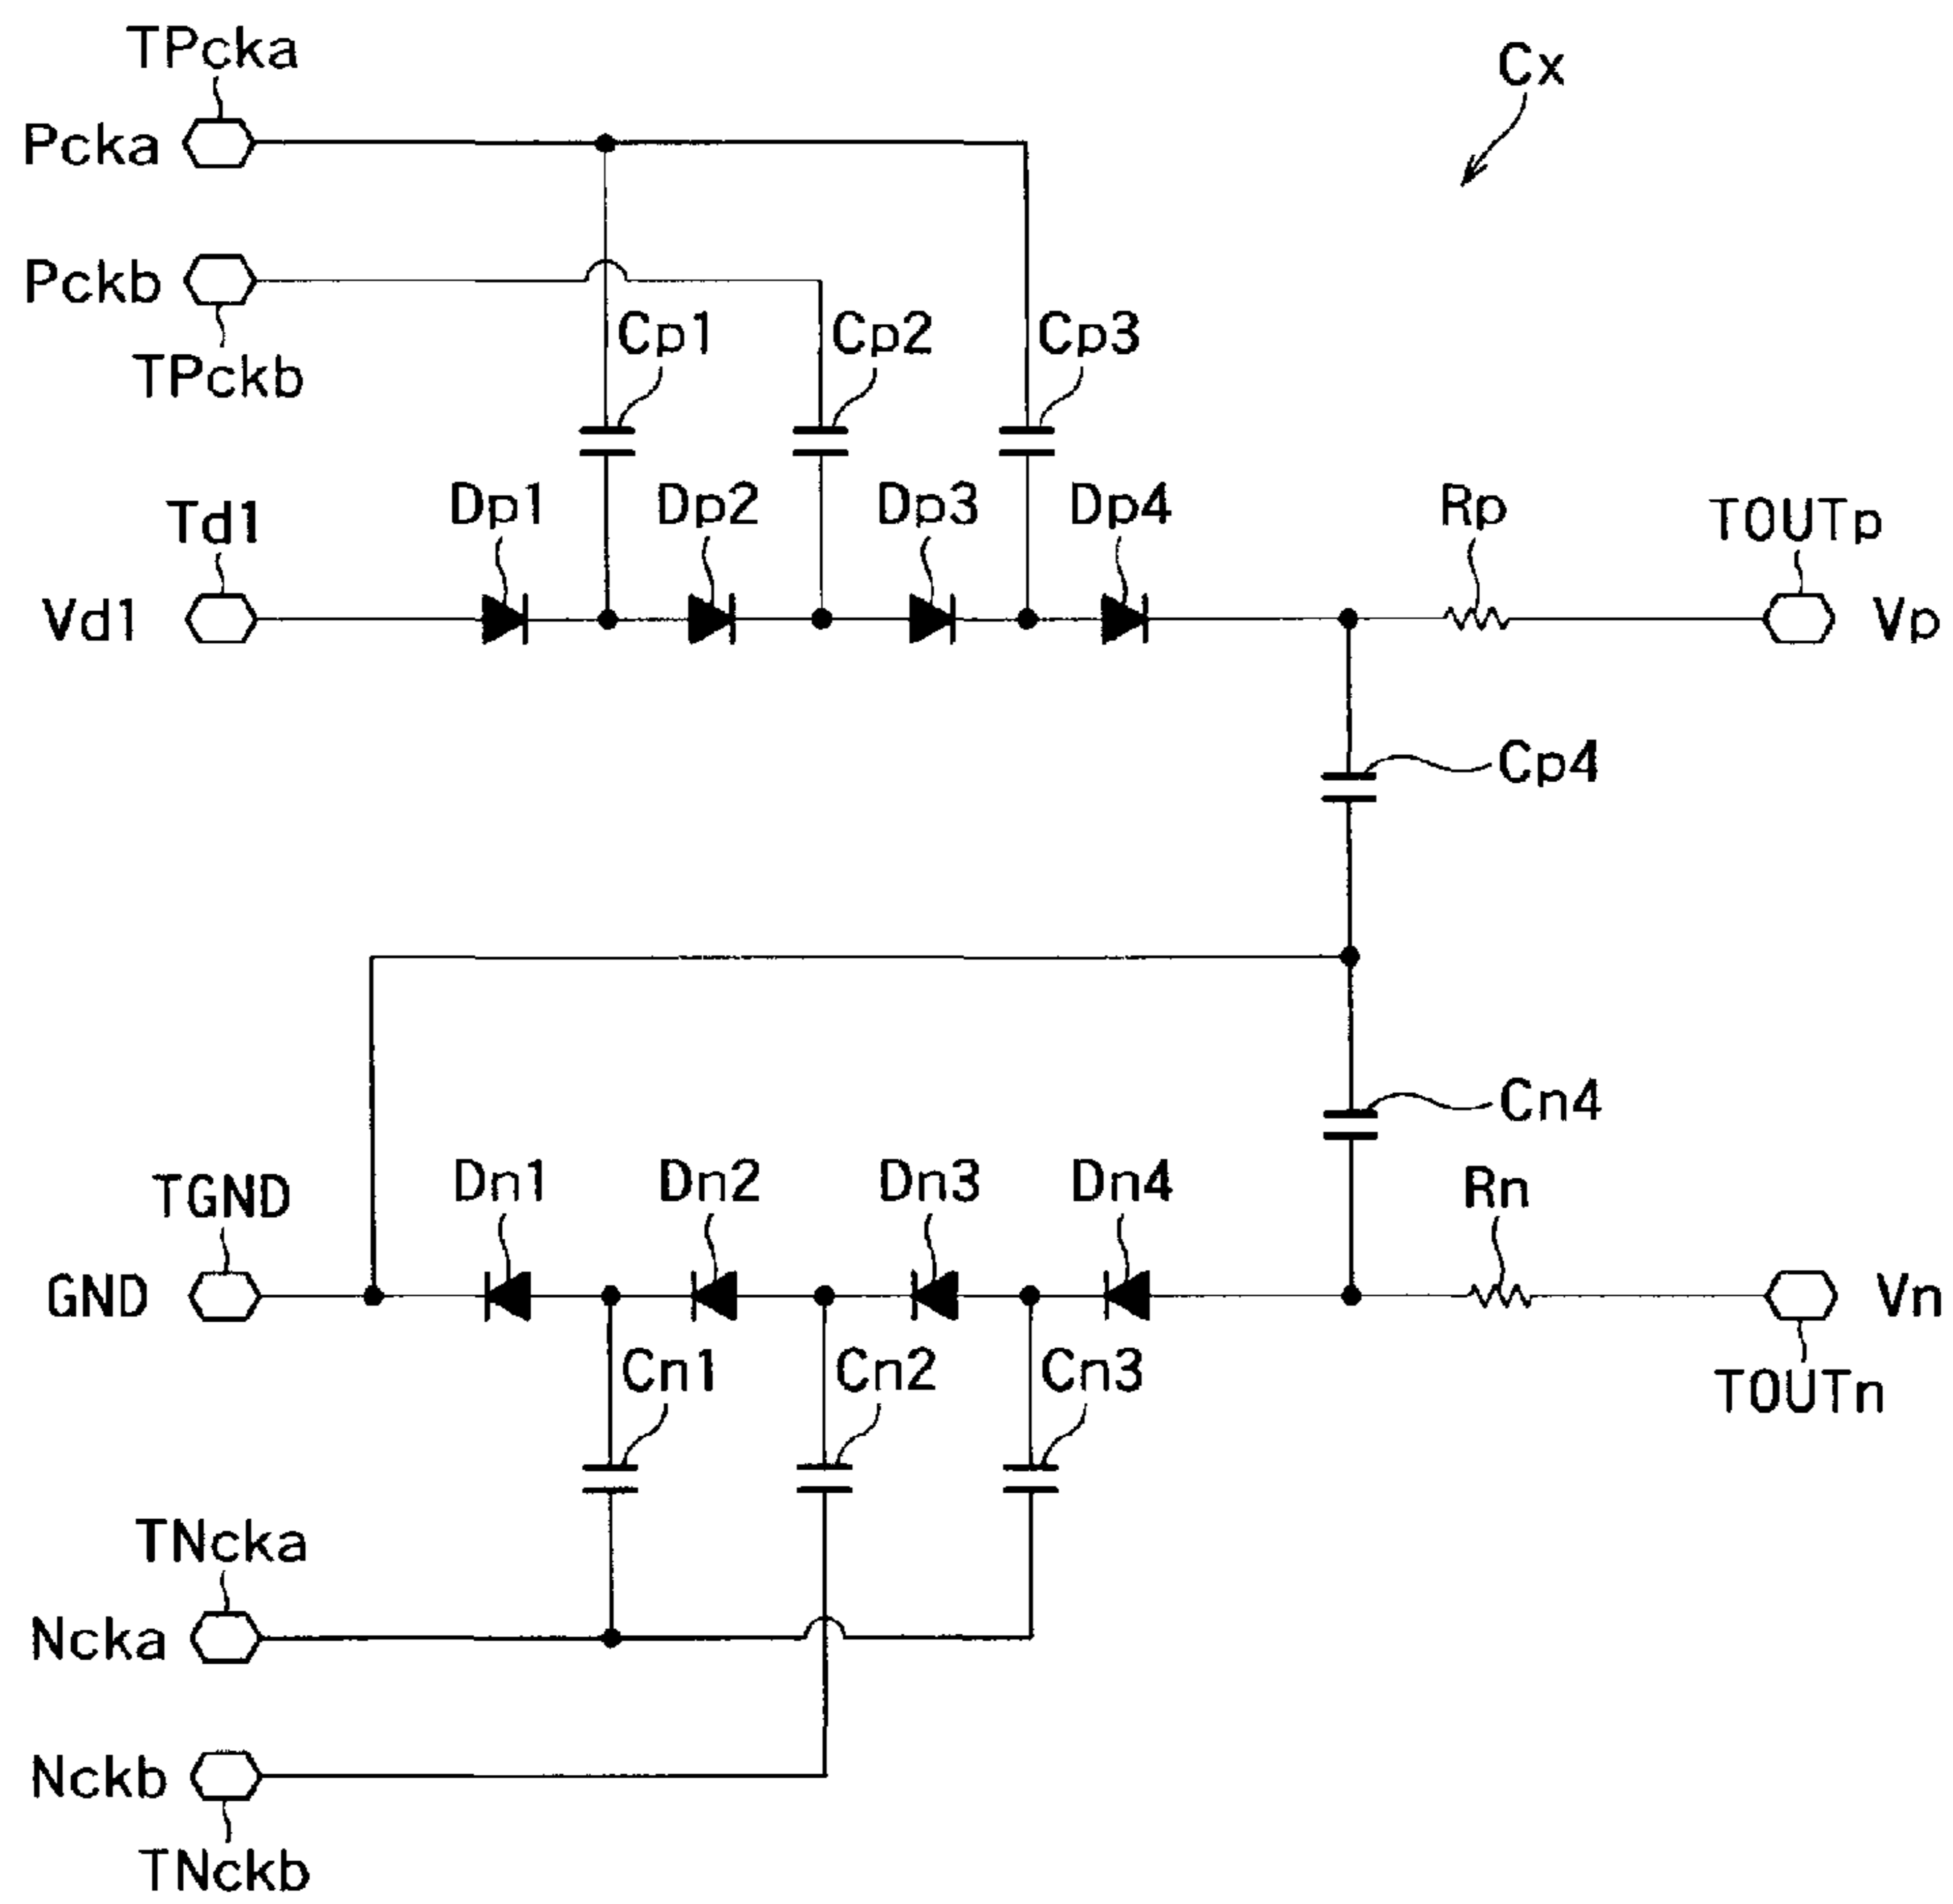 TPcka
Cx
Pcka
Pckb
TPckb
Cp1
Cp2
Cp3
Td1
Dp1
Dp2
Dp3
Dp4
Rp
TOUTp
Vd1
Vp
Cp4
Cn4
TGND
Dn1
Dn2
Dn3
Dn4
Rn
GND
Vn
Cn1
Cn2
Cn3
TOUTn
TNcka
Ncka
Nckb
TNckb